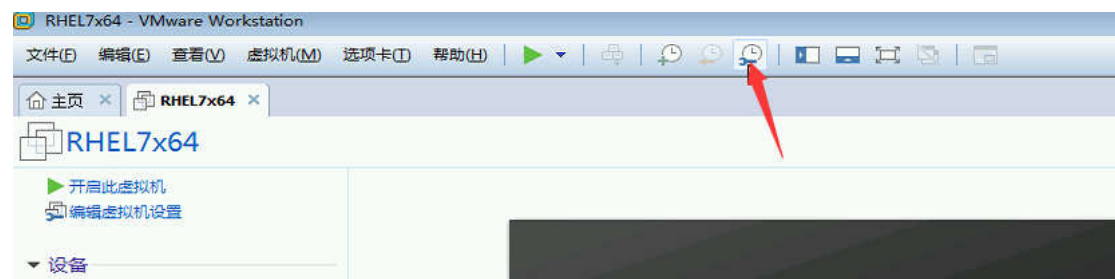 RHEL7x64 - VMware Workstation
文件(F) 编辑(E) 查看(V) 虚拟机(M) 选项卡(T) 帮助(H)
主页 RHEL7x64
RHEL7x64
开启此虚拟机
编辑虚拟机设置
设备